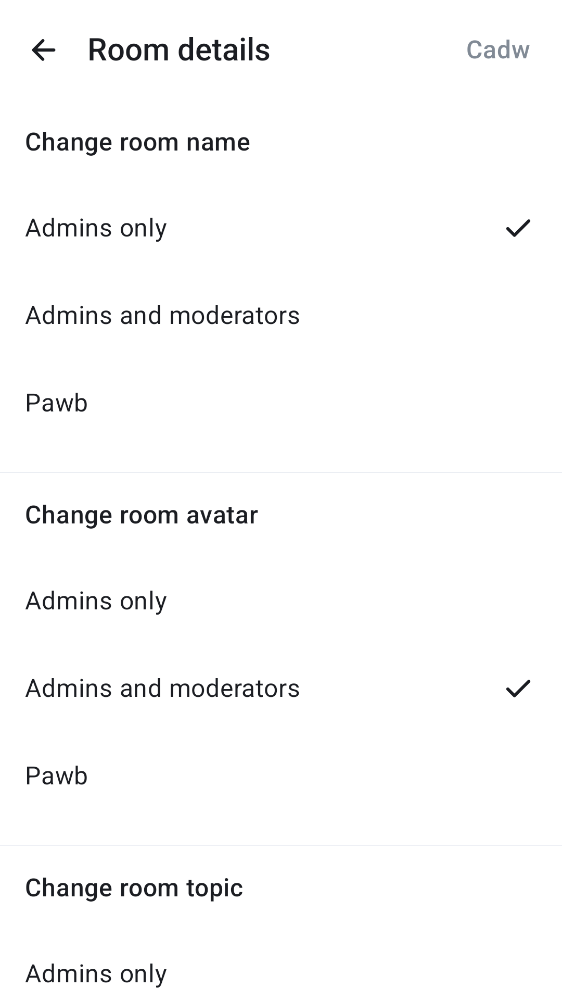 Room details
Cadw
Change room name
Admins only
Admins and moderators
Pawb
Change room avatar
Admins only
Admins and moderators
Pawb
Change room topic
Admins only